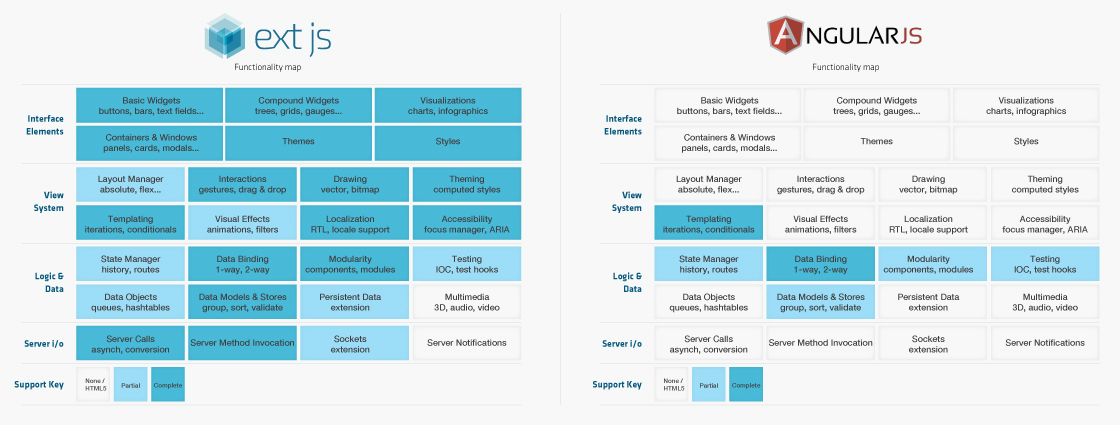 ext js
Functionality map
Interface
Elements
Basic Widgets
buttons, bars, text fields...
Compound Widgets
trees, grids, gauges...
Visualizations
charts, infographics
Containers & Windows
panels, cards, modals...
Themes
Styles
View
System
Layout Manager
absolute, flex...
Interactions
gestures, drag & drop
Drawing
vector, bitmap
Theming
computed styles
Templating
iterations, conditionals
Visual Effects
animations, filters
Localization
RTL, locale support
Accessibility
focus manager, ARIA
Logic &
Data
State Manager
history, routes
Data Binding
1-way, 2-way
Modularity
components, modules
Testing
IOC, test hooks
Data Objects
queues, hashtables
Data Models & Stores
group, sort, validate
Persistent Data
extension
Multimedia
3D, audio, video
Server i/o
Server Calls
asynch, conversion
Server Method Invocation
Sockets
extension
Server Notifications
Support Key
None /
HTML5
Partial
Complete
ANGULARJS
Functionality map
Interface
Elements
Basic Widgets
buttons, bars, text fields...
Compound Widgets
trees, grids, gauges...
Visualizations
charts, infographics
Containers & Windows
panels, cards, modals...
Themes
Styles
View
System
Layout Manager
absolute, flex...
Interactions
gestures, drag & drop
Drawing
vector, bitmap
Theming
computed styles
Templating
iterations, conditionals
Visual Effects
animations, filters
Localization
RTL, locale support
Accessibility
focus manager, ARIA
Logic &
Data
State Manager
history, routes
Data Binding
1-way, 2-way
Modularity
components, modules
Testing
IOC, test hooks
Data Objects
queues, hashtables
Data Models & Stores
group, sort, validate
Persistent Data
extension
Multimedia
3D, audio, video
Server i/o
Server Calls
asynch, conversion
Server Method Invocation
Sockets
extension
Server Notifications
Support Key
None /
HTML5
Partial
Complete